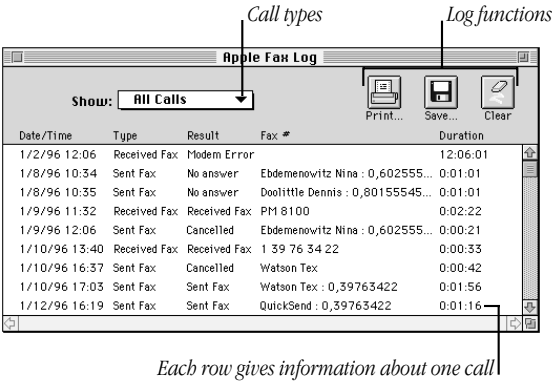 Call types
Log functions
Apple Fax Log
Show: All Calls
Print... Save... Clear
Date/Time Type Result Fax # Duration
1/2/96 12:06 Received Fax Modem Error 12:06:01
1/8/96 10:34 Sent Fax No answer Ebdemenowitz Nina : 0,602555... 0:01:01
1/8/96 10:35 Sent Fax No answer Doolittle Dennis : 0,80155545... 0:01:01
1/9/96 11:32 Received Fax Received Fax PM 8100 0:02:22
1/9/96 12:06 Sent Fax Cancelled Ebdemenowitz Nina : 0,602555... 0:00:21
1/10/96 13:40 Received Fax Received Fax 1 39 76 34 22 0:00:33
1/10/96 16:37 Sent Fax Cancelled Watson Tex 0:00:42
1/10/96 17:03 Sent Fax Sent Fax Watson Tex : 0,39763422 0:01:56
1/12/96 16:19 Sent Fax Sent Fax QuickSend : 0,39763422 0:01:16
Each row gives information about one call